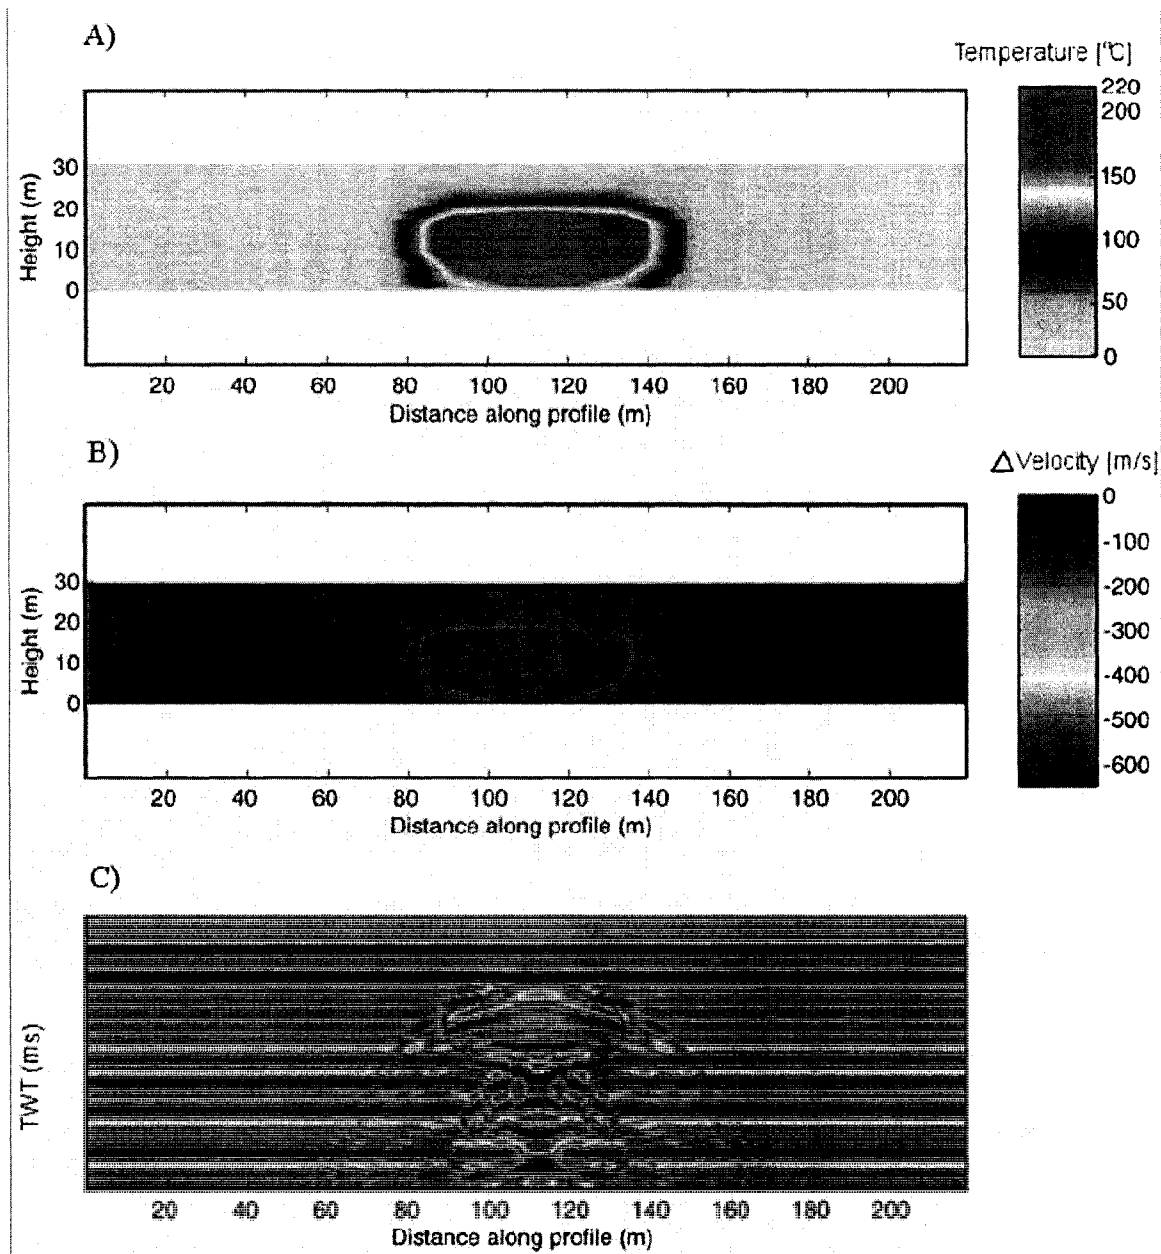 A)
Temperature [°C]
220
200
150
100
50
0
Height (m)
30
20
10
0
20 40 60 80 100 120 140 160 180 200
Distance along profile (m)
B)
ΔVelocity [m/s]
0
-100
-200
-300
-400
-500
-600
Height (m)
30
20
10
0
20 40 60 80 100 120 140 160 180 200
Distance along profile (m)
C)
TWT (ms)
20 40 60 80 100 120 140 160 180 200
Distance along profile (m)